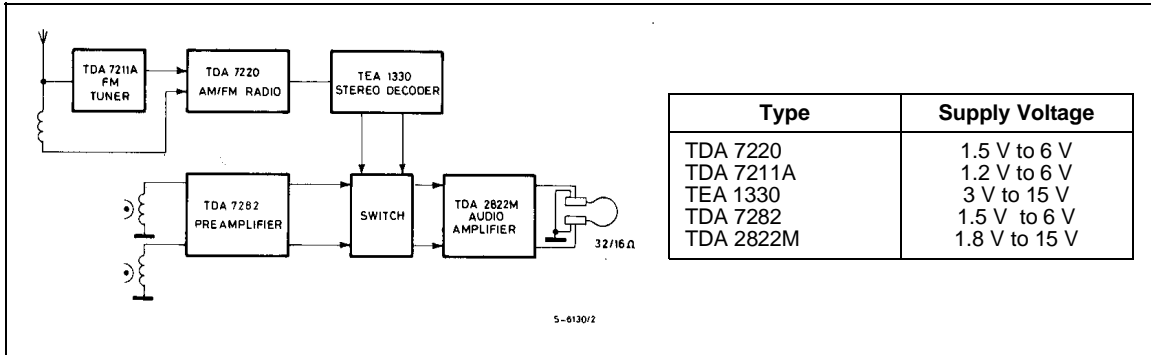 TDA 7211A
FM
TUNER
TDA 7220
AM/FM RADIO
TEA 1330
STEREO DECODER
TDA 7282
PREAMPLIFIER
SWITCH
TDA 2822M
AUDIO
AMPLIFIER
32/16Ω
S-6130/2
Type Supply Voltage
TDA 7220 1.5 V to 6 V
TDA 7211A 1.2 V to 6 V
TEA 1330 3 V to 15 V
TDA 7282 1.5 V to 6 V
TDA 2822M 1.8 V to 15 V